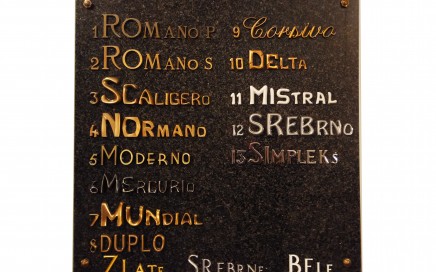 1 ROMANO P.
2 ROMANO S
3 SCALIGERO
4 NORMANO
5 MODERNO
6 MERCURIO
7 MUNDIAL
8 DUPLO
9 Corsivo
10 DELTA
11 MISTRAL
12 SREBRNO
13 SIMPLEKS
ZLATE SREBRNE BELE